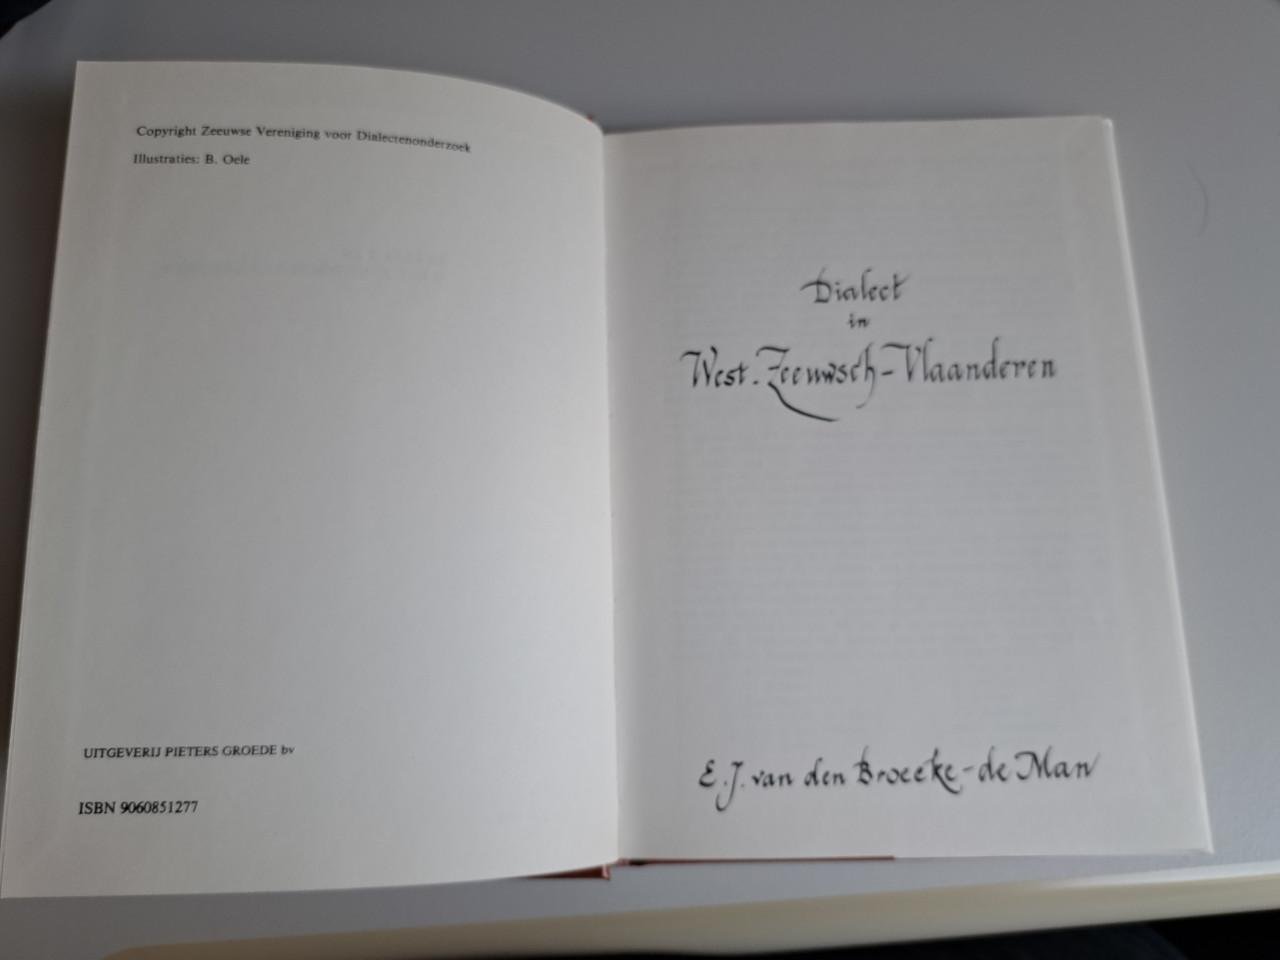 Copyright Zeeuwse Vereniging voor Dialectenonderzoek
Illustraties: B. Oele
UITGEVERIJ PIETERS GROEDE bv
ISBN 9060851277
Dialect
in
West-Zeeuwsch-Vlaanderen
E.J. van den Broecke-de Man